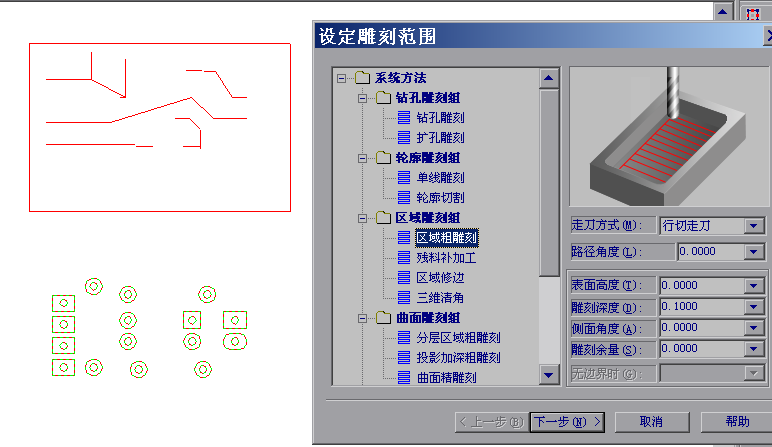 设定雕刻范围
系统方法
钻孔雕刻组
钻孔雕刻
扩孔雕刻
轮廓雕刻组
单线雕刻
轮廓切割
区域雕刻组
区域粗雕刻
残料补加工
区域修边
三维清角
曲面雕刻组
分层区域粗雕刻
投影加深粗雕刻
曲面精雕刻
走刀方式(M): 行切走刀
路径角度(L): 0.0000
表面高度(T): 0.0000
雕刻深度(D): 0.1000
侧面角度(A): 0.0000
雕刻余量(S): 0.0000
无边界时(G):
< 上一步(B) 下一步(N) > 取消 帮助